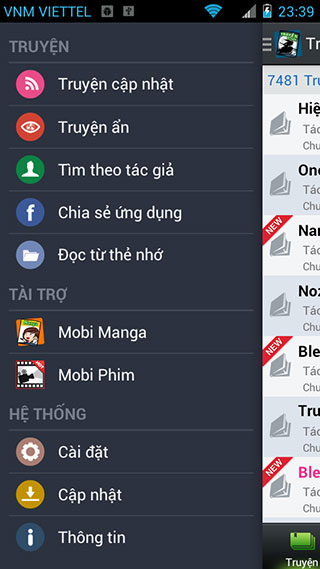 VNM VIETTEL 23:39
TRUYỆN
Truyện cập nhật
Truyện ẩn
Tìm theo tác giả
Chia sẻ ứng dụng
Đọc từ thẻ nhớ
TÀI TRỢ
Mobi Manga
Mobi Phim
HỆ THỐNG
Cài đặt
Cập nhật
Thông tin
Tr
7481 Tru
Hiệ
Tác
Chu
One
Tác
Chu
NEW
Nar
Tác
Chu
Noz
Tác
Chu
NEW
Ble
Tác
Chu
Tru
Tác
Chu
NEW
Ble
Tác
Chu
Truyện